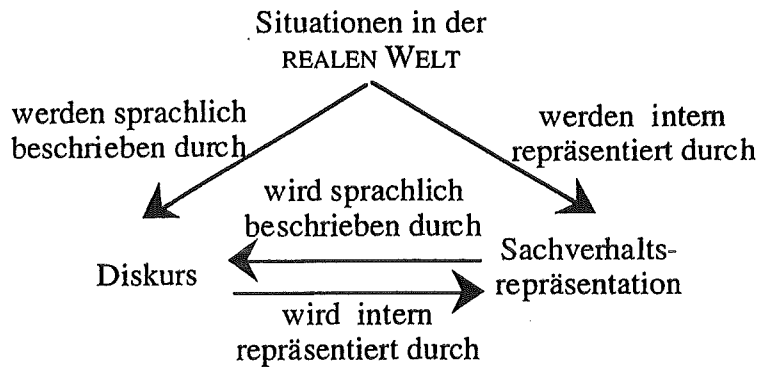 Situationen in der
REALEN WELT
werden sprachlich
beschrieben durch
werden intern
repräsentiert durch
wird sprachlich
beschrieben durch
Diskurs
Sachverhalts-
repräsentation
wird intern
repräsentiert durch